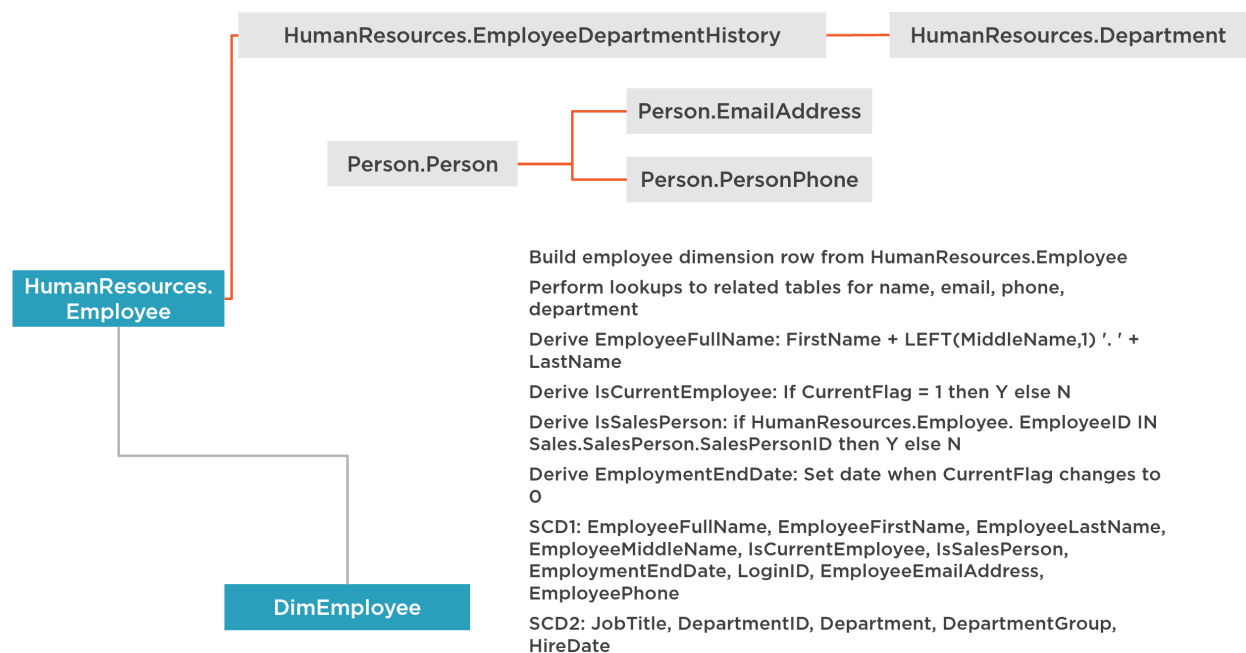 HumanResources.EmployeeDepartmentHistory
HumanResources.Department
Person.EmailAddress
Person.Person
Person.PersonPhone
HumanResources.
Employee
Build employee dimension row from HumanResources.Employee
Perform lookups to related tables for name, email, phone,
department
Derive EmployeeFullName: FirstName + LEFT(MiddleName,1) '. ' +
LastName
Derive IsCurrentEmployee: If CurrentFlag = 1 then Y else N
Derive IsSalesPerson: if HumanResources.Employee. EmployeeID IN
Sales.SalesPerson.SalesPersonID then Y else N
Derive EmploymentEndDate: Set date when CurrentFlag changes to
0
SCD1: EmployeeFullName, EmployeeFirstName, EmployeeLastName,
EmployeeMiddleName, IsCurrentEmployee, IsSalesPerson,
EmploymentEndDate, LoginID, EmployeeEmailAddress,
EmployeePhone
SCD2: JobTitle, DepartmentID, Department, DepartmentGroup,
HireDate
DimEmployee